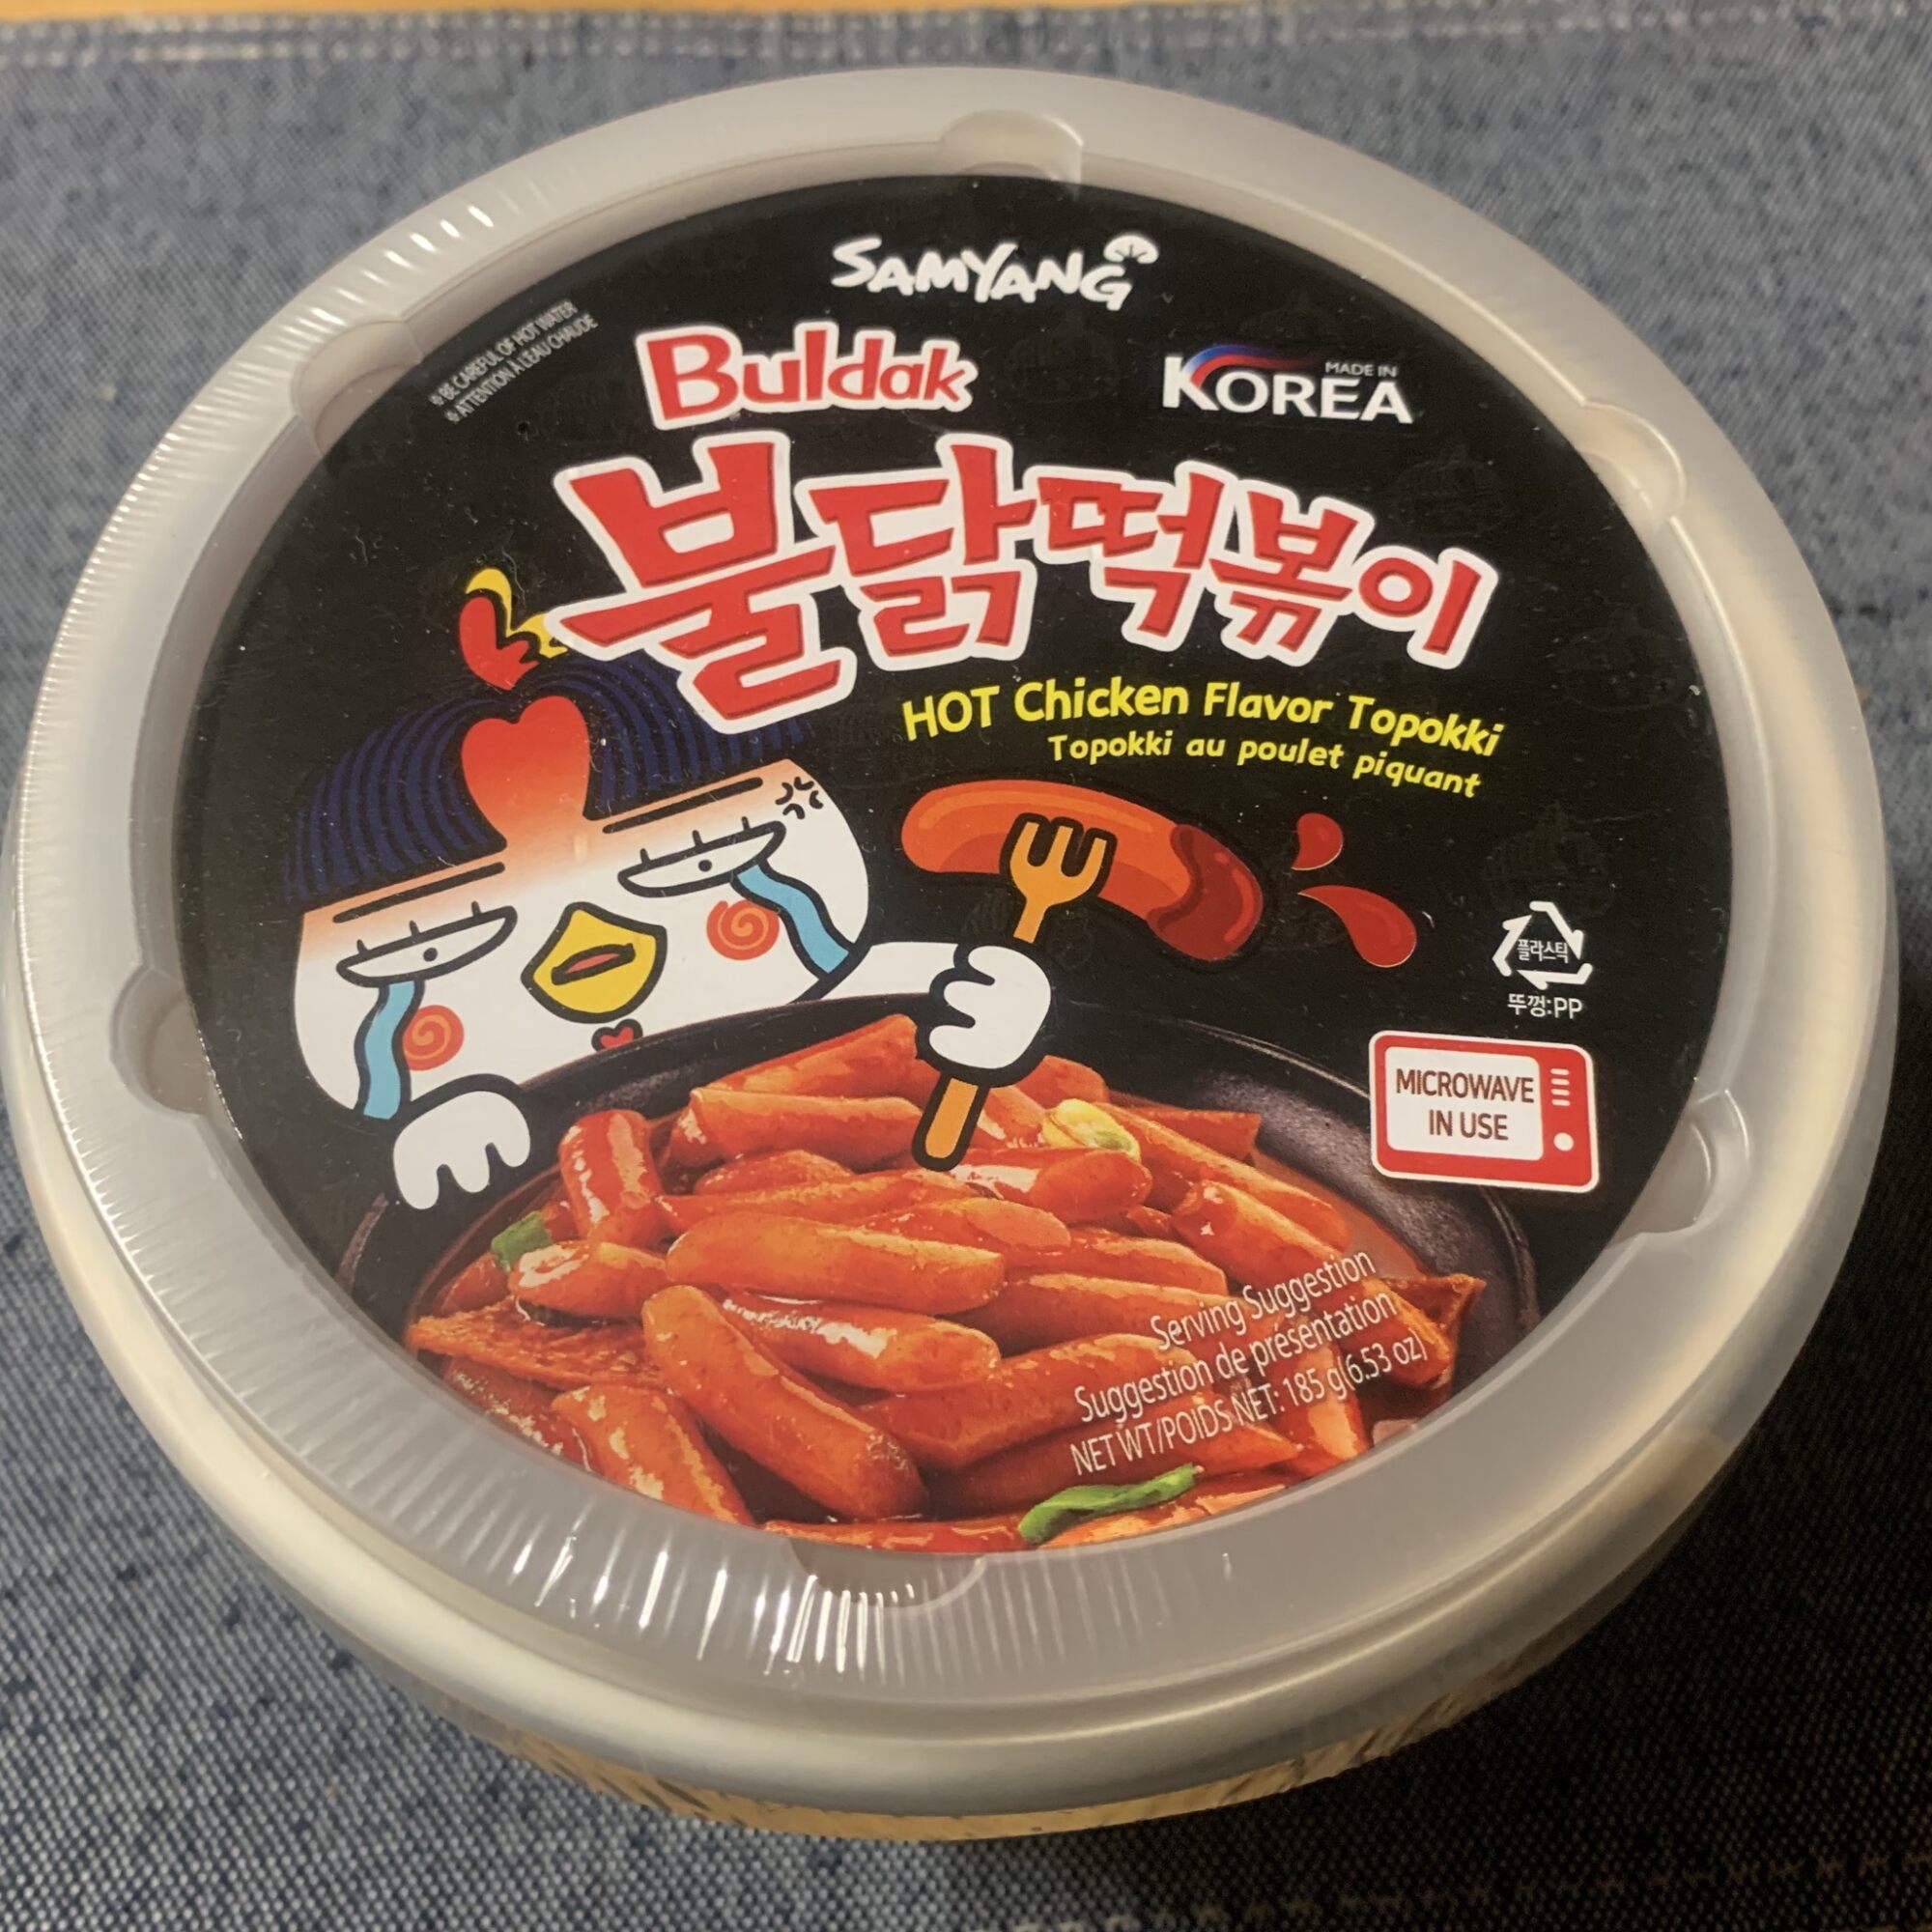 SAMYANG
※BE CAREFUL OF HOT WATER
※ATTENTION À L'EAU CHAUDE
Buldak
MADE IN
KOREA
불닭떡볶이
HOT Chicken Flavor Topokki
Topokki au poulet piquant
플라스틱
뚜껑:PP
MICROWAVE
IN USE
Serving Suggestion
Suggestion de présentation
NET WT/POIDS NET: 185 g(6.53 oz)